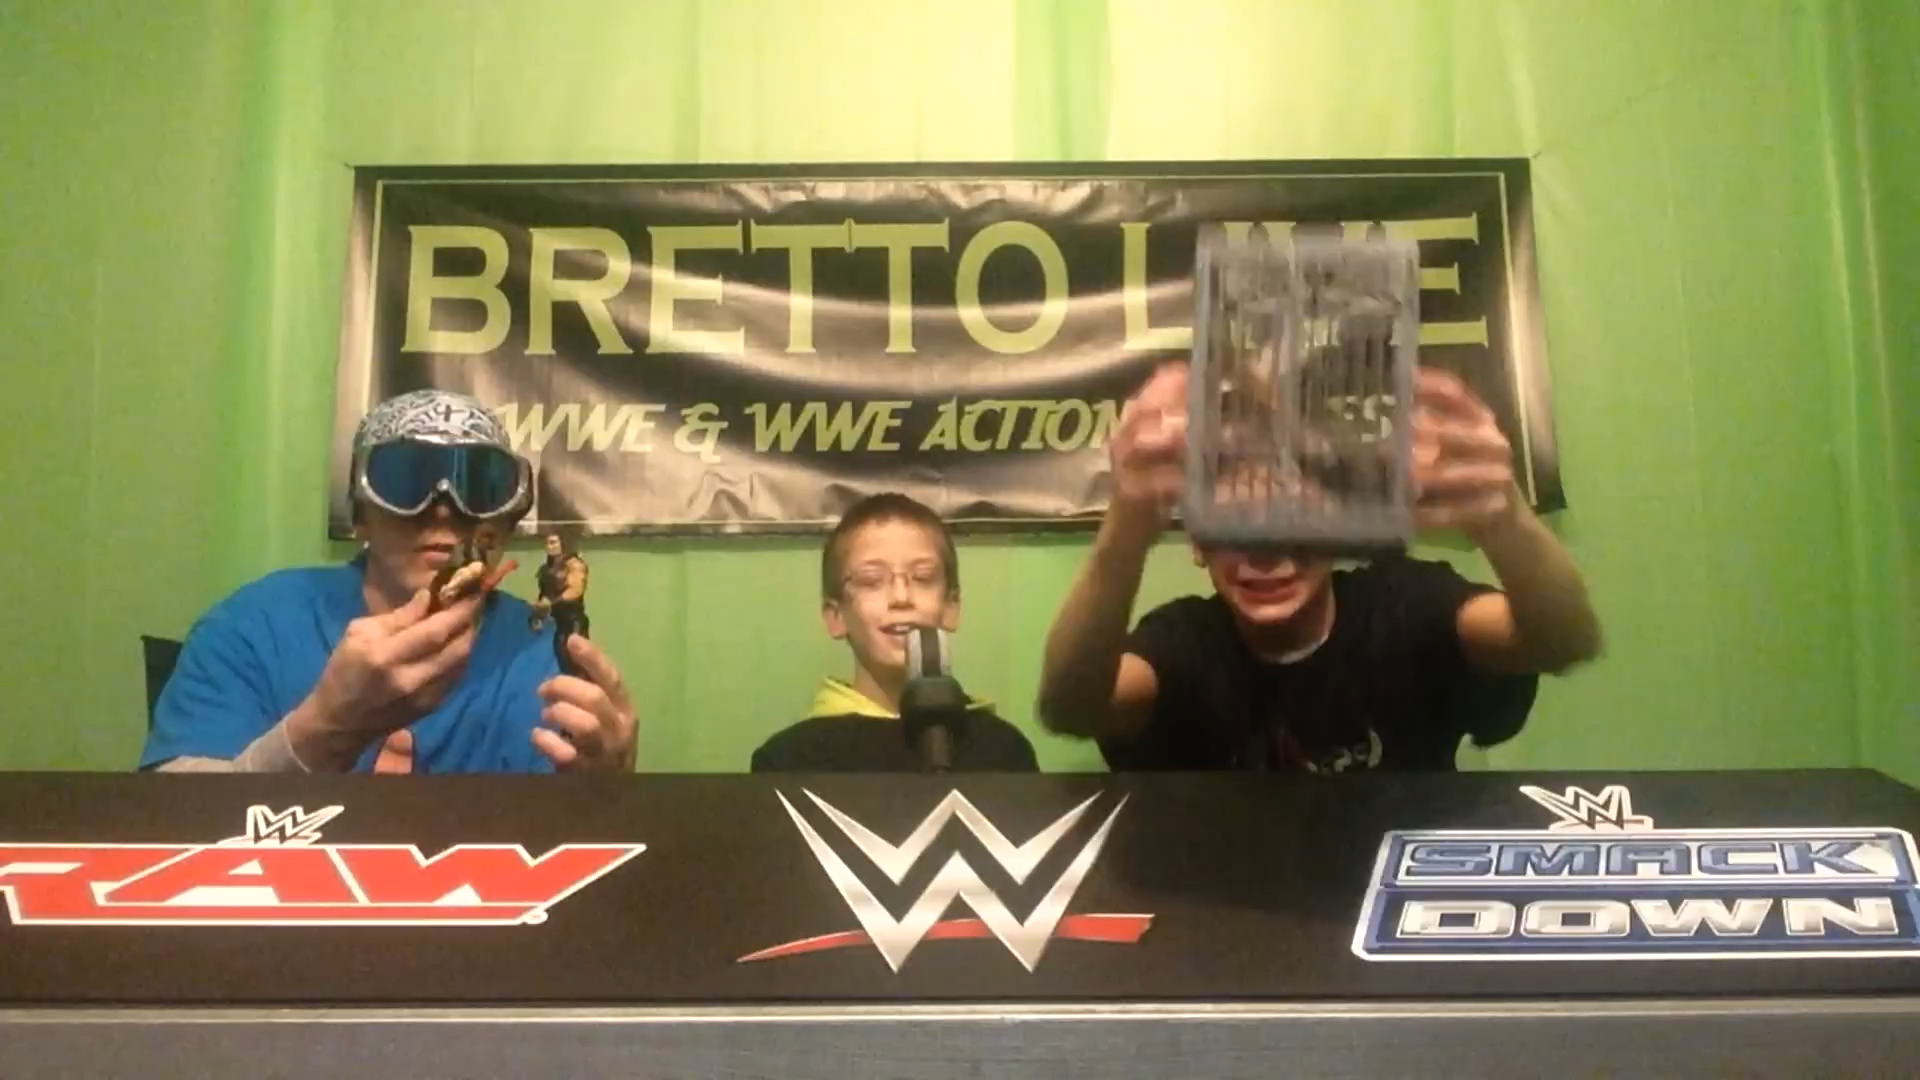 BRETTO L   E
WWE & WWE ACTION
W
RAW
W
W
SMACK
DOWN